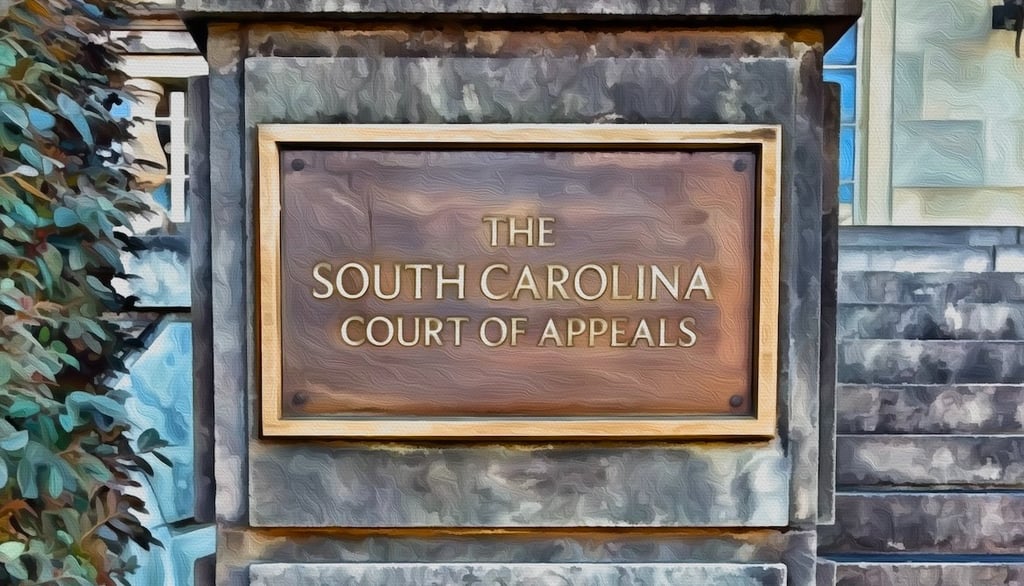 THE
SOUTH CAROLINA
COURT OF APPEALS